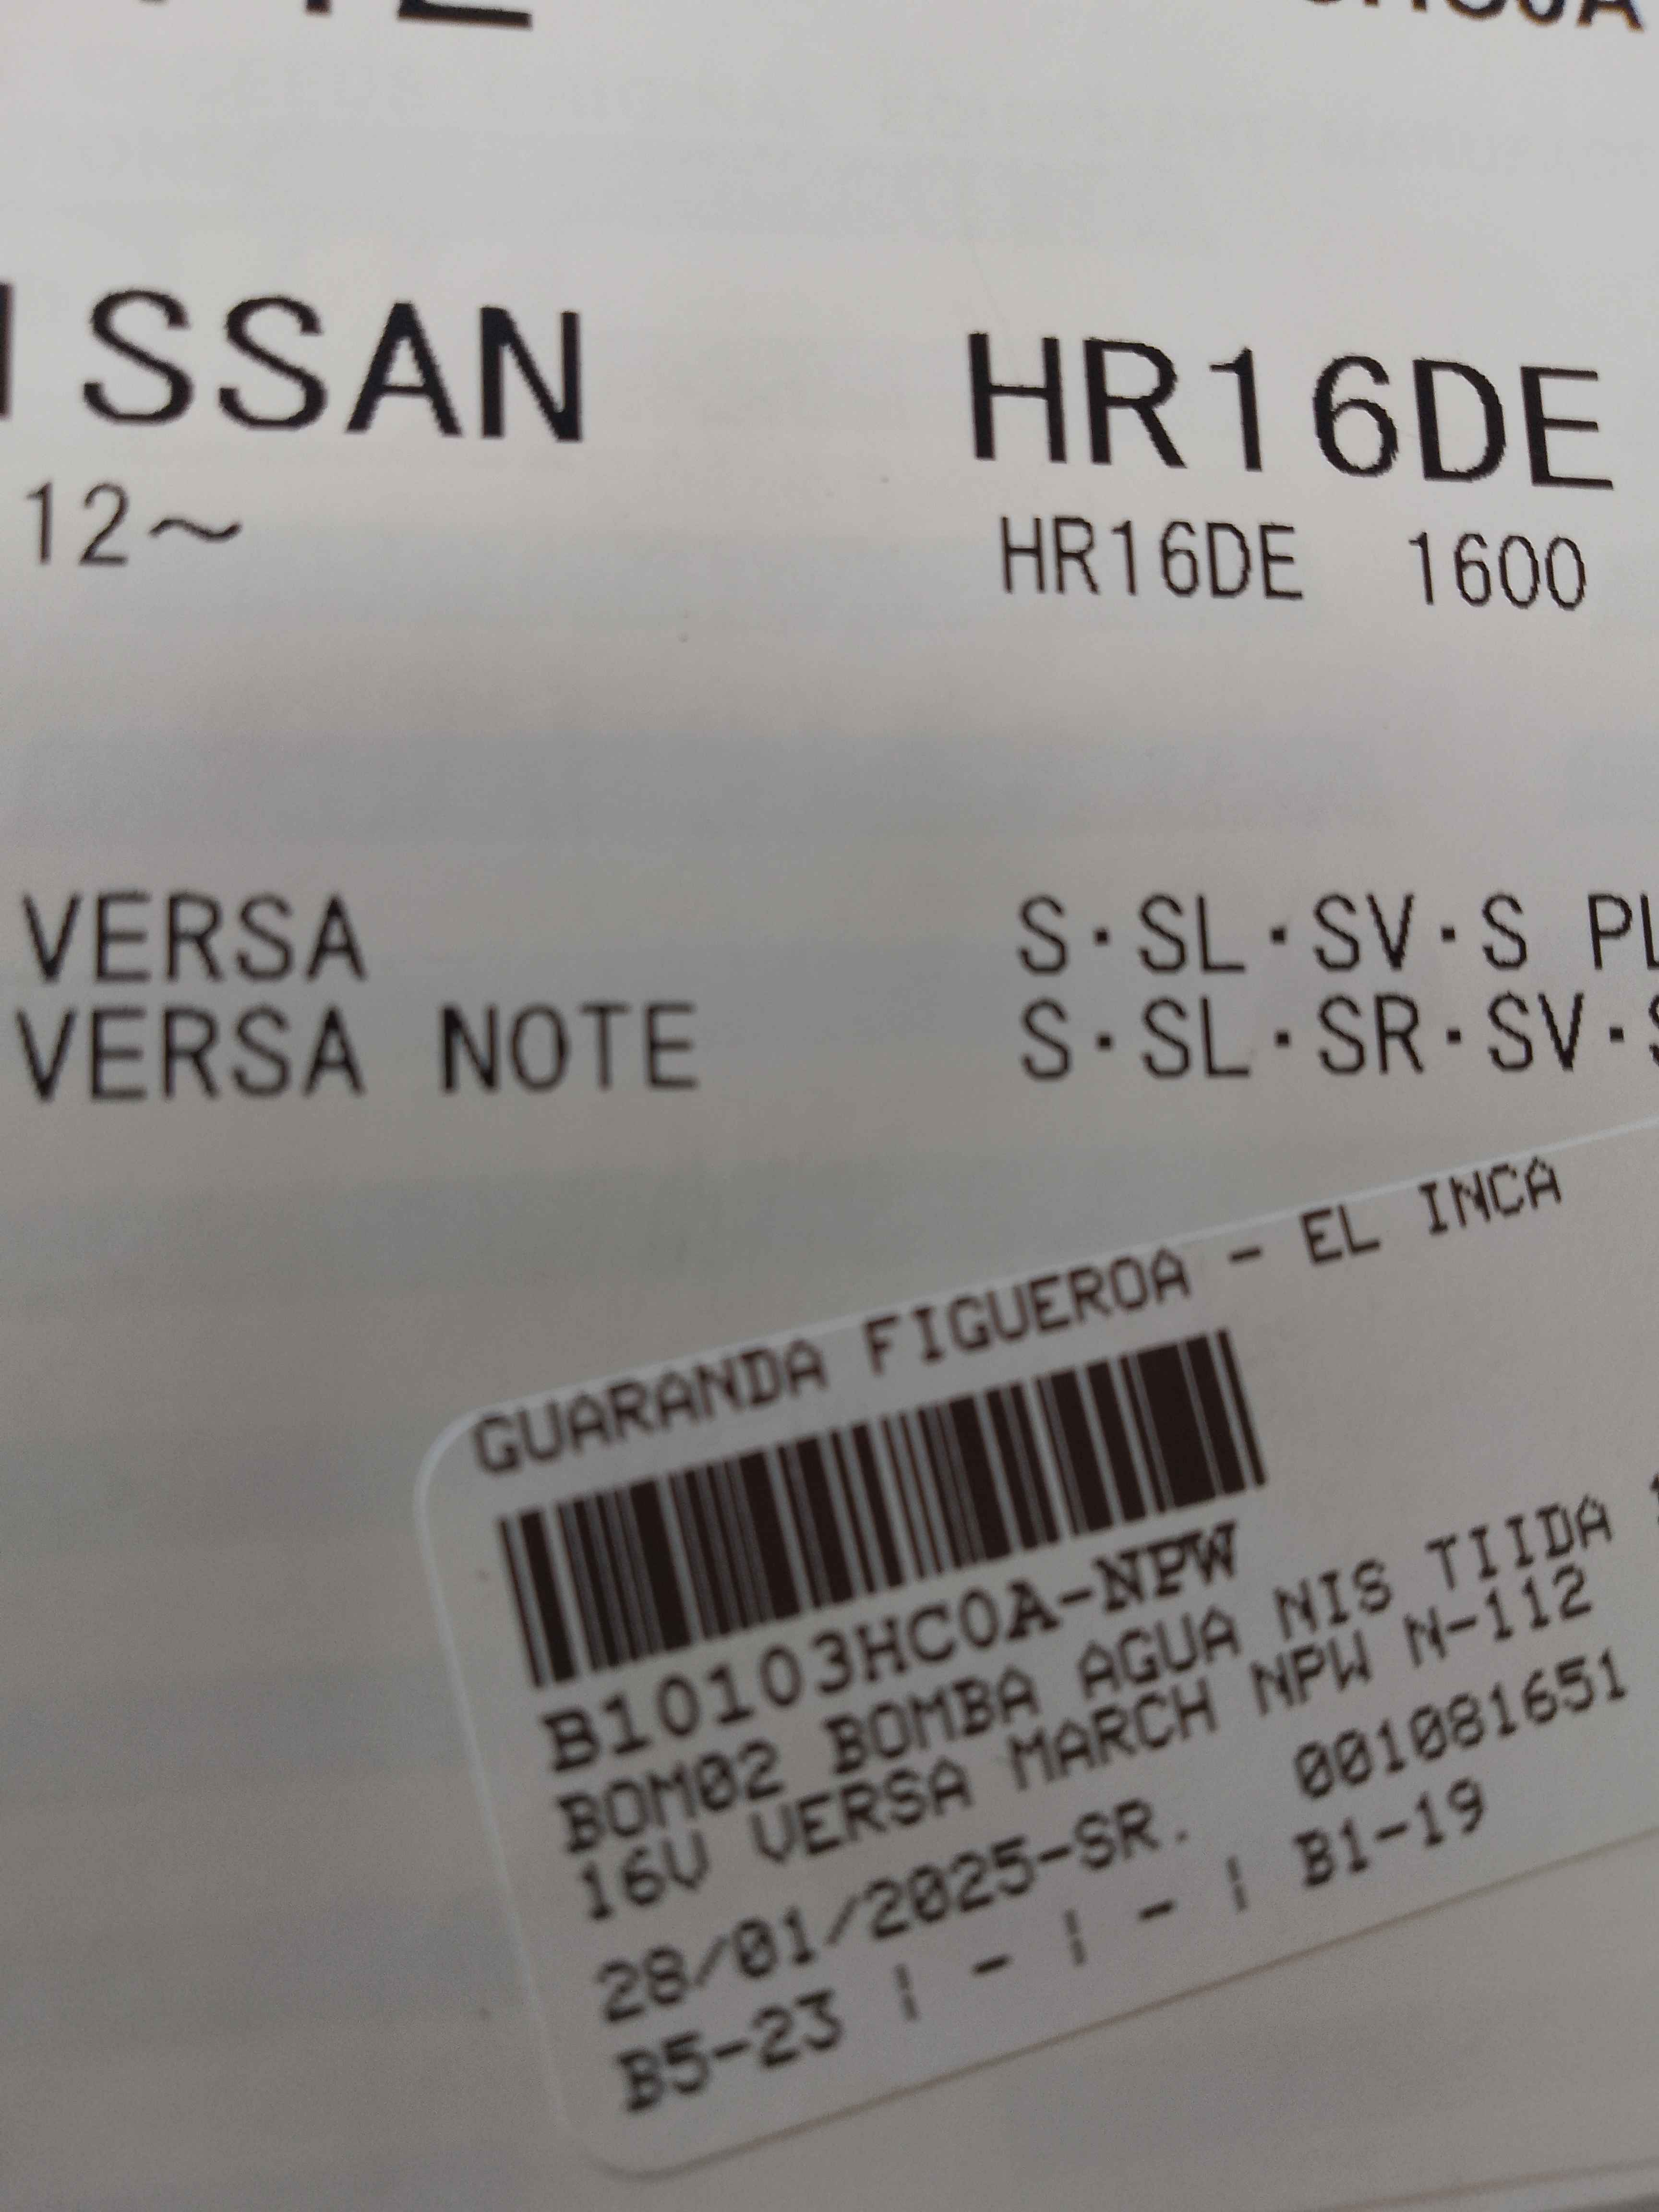 ISSAN HR16DE
12～ HR16DE 1600
VERSA S·SL·SV·S
VERSA NOTE S·SL·SR·SV·
GUARANDA FIGUEROA - EL INCA
B10103HC0A-NPW
BOM02 BOMBA AGUA NIS TIIDA
16V VERSA MARCH NPW N-112
28/01/2025-SR. 001081651
B5-23 ¦ - ¦ - ¦ B1-19